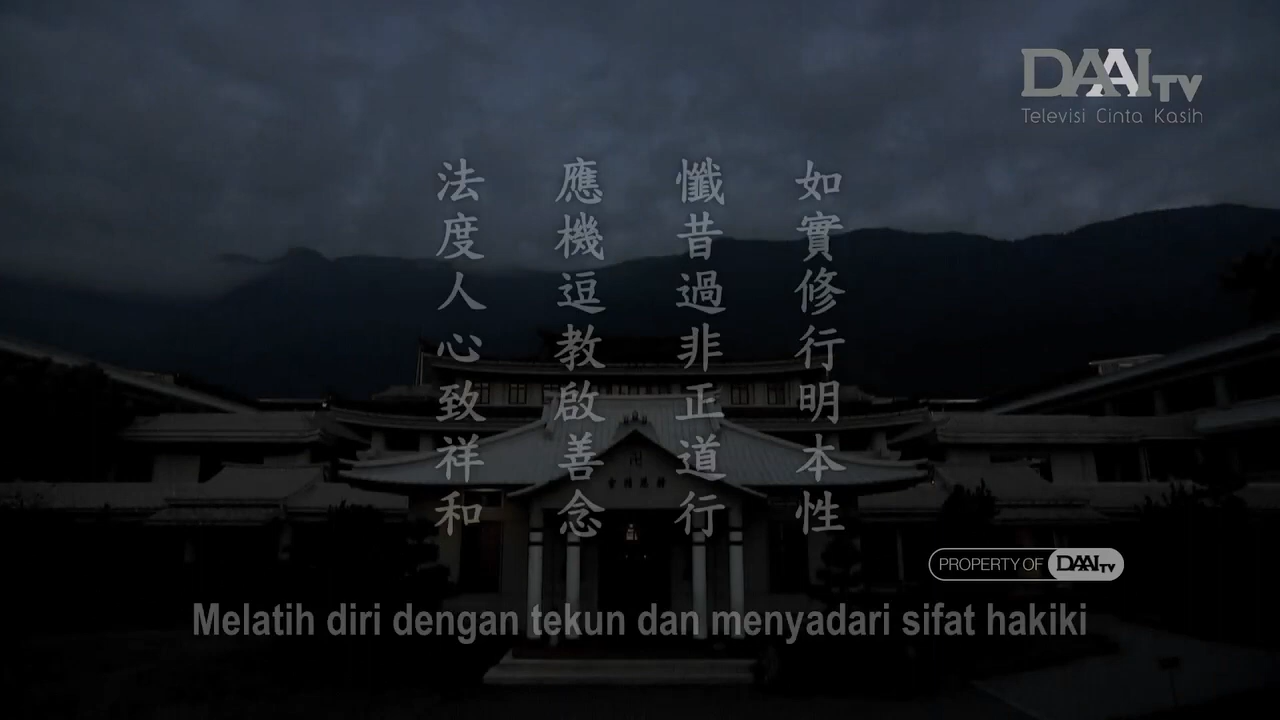 DAAI TV
Televisi Cinta Kasih
如實修行明本性
懺昔過非正道行
應機逗教啟善念
法度人心致祥和
PROPERTY OF DAAI TV
Melatih diri dengan tekun dan menyadari sifat hakiki